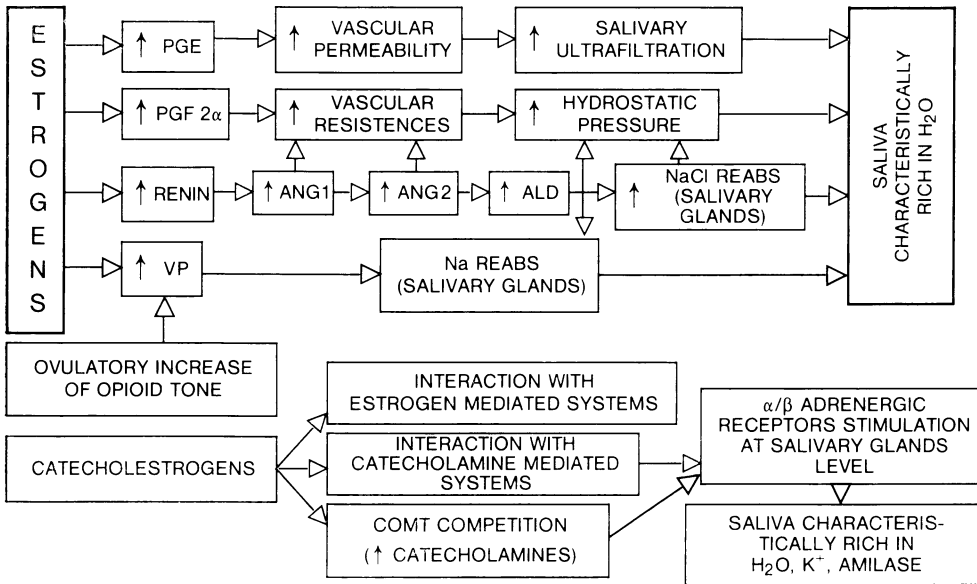 ESTROGENS
↑ PGE
↑ VASCULAR
PERMEABILITY
↑ SALIVARY
ULTRAFILTRATION
↑ PGF 2α
↑ VASCULAR
RESISTENCES
↑ HYDROSTATIC
PRESSURE
↑ RENIN
↑ ANG1
↑ ANG2
↑ ALD
↑ NaCl REABS
(SALIVARY
GLANDS)
↑ VP
Na REABS
(SALIVARY GLANDS)
SALIVA
CHARACTERISTICALLY
RICH IN H₂O
OVULATORY INCREASE
OF OPIOID TONE
CATECHOLESTROGENS
INTERACTION WITH
ESTROGEN MEDIATED SYSTEMS
INTERACTION WITH
CATECHOLAMINE MEDIATED
SYSTEMS
COMT COMPETITION
(↑ CATECHOLAMINES)
α/β ADRENERGIC
RECEPTORS STIMULATION
AT SALIVARY GLANDS
LEVEL
SALIVA CHARACTERIS-
TICALLY RICH IN
H₂O, K⁺, AMILASE